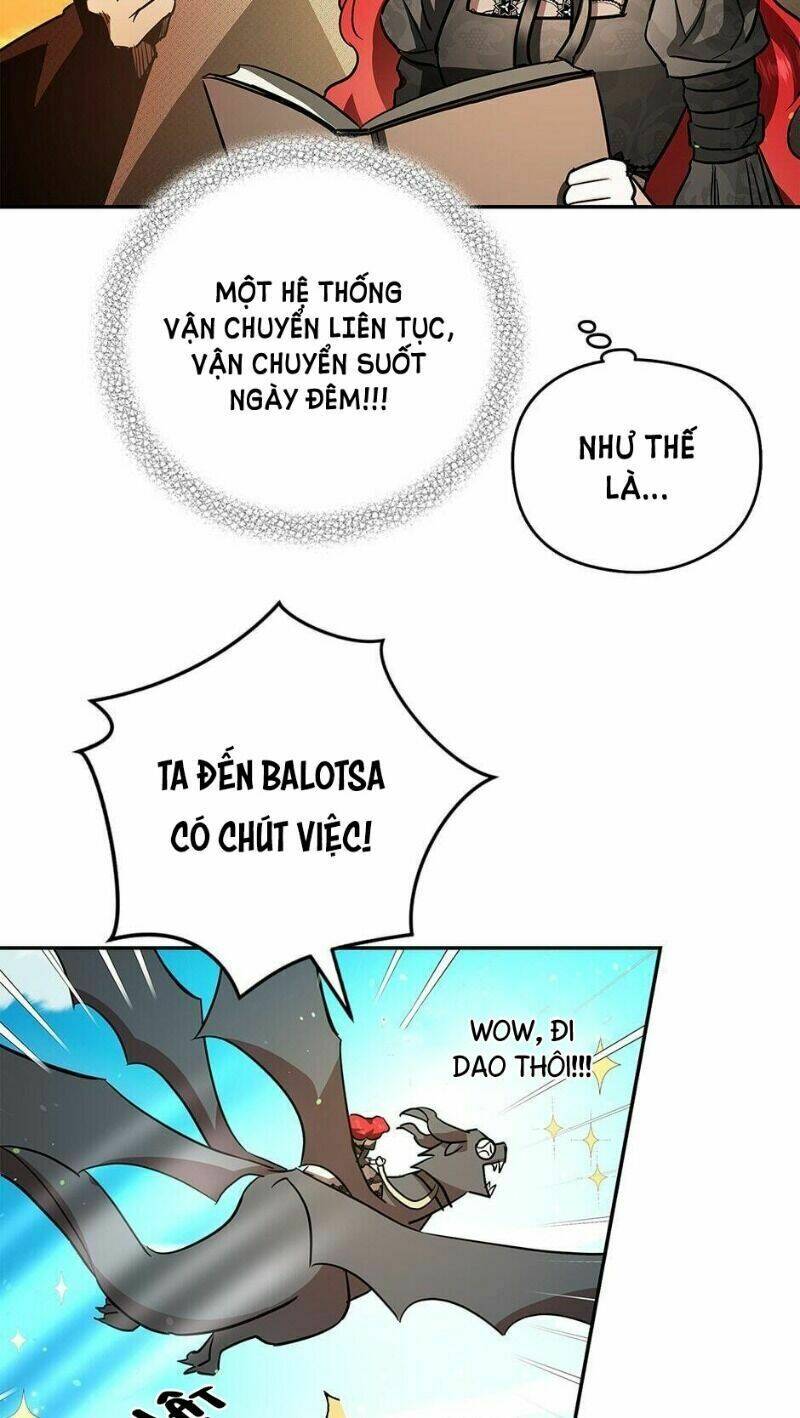 MỘT HỆ THỐNG
VẬN CHUYỂN LIÊN TỤC,
VẬN CHUYỂN SUỐT
NGÀY ĐÊM!!!
NHƯ THẾ
LÀ...
TA ĐẾN BALOTSA
CÓ CHÚT VIỆC!
WOW, ĐI
DAO THÔI!!!